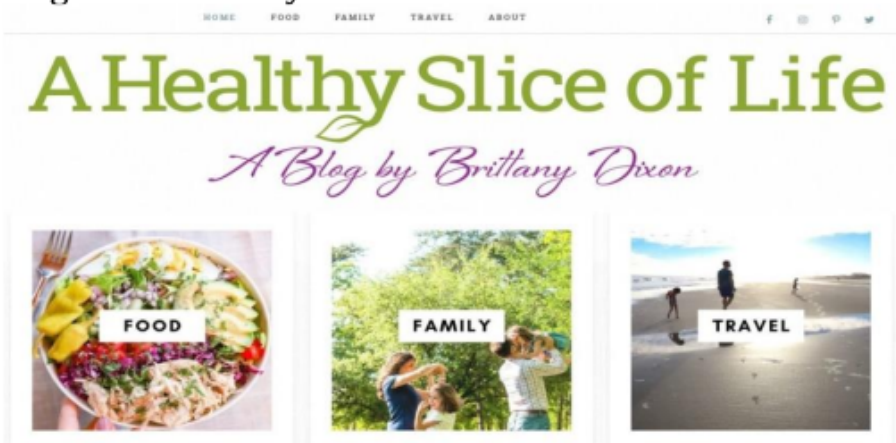 HOME FOOD FAMILY TRAVEL ABOUT
A Healthy Slice of Life
A Blog by Brittany Dixon
FOOD FAMILY TRAVEL